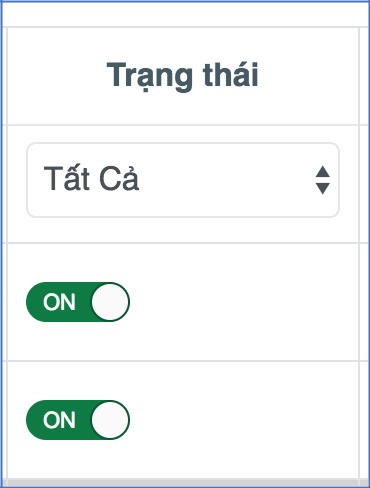 Trạng thái
Tất Cả
ON
ON